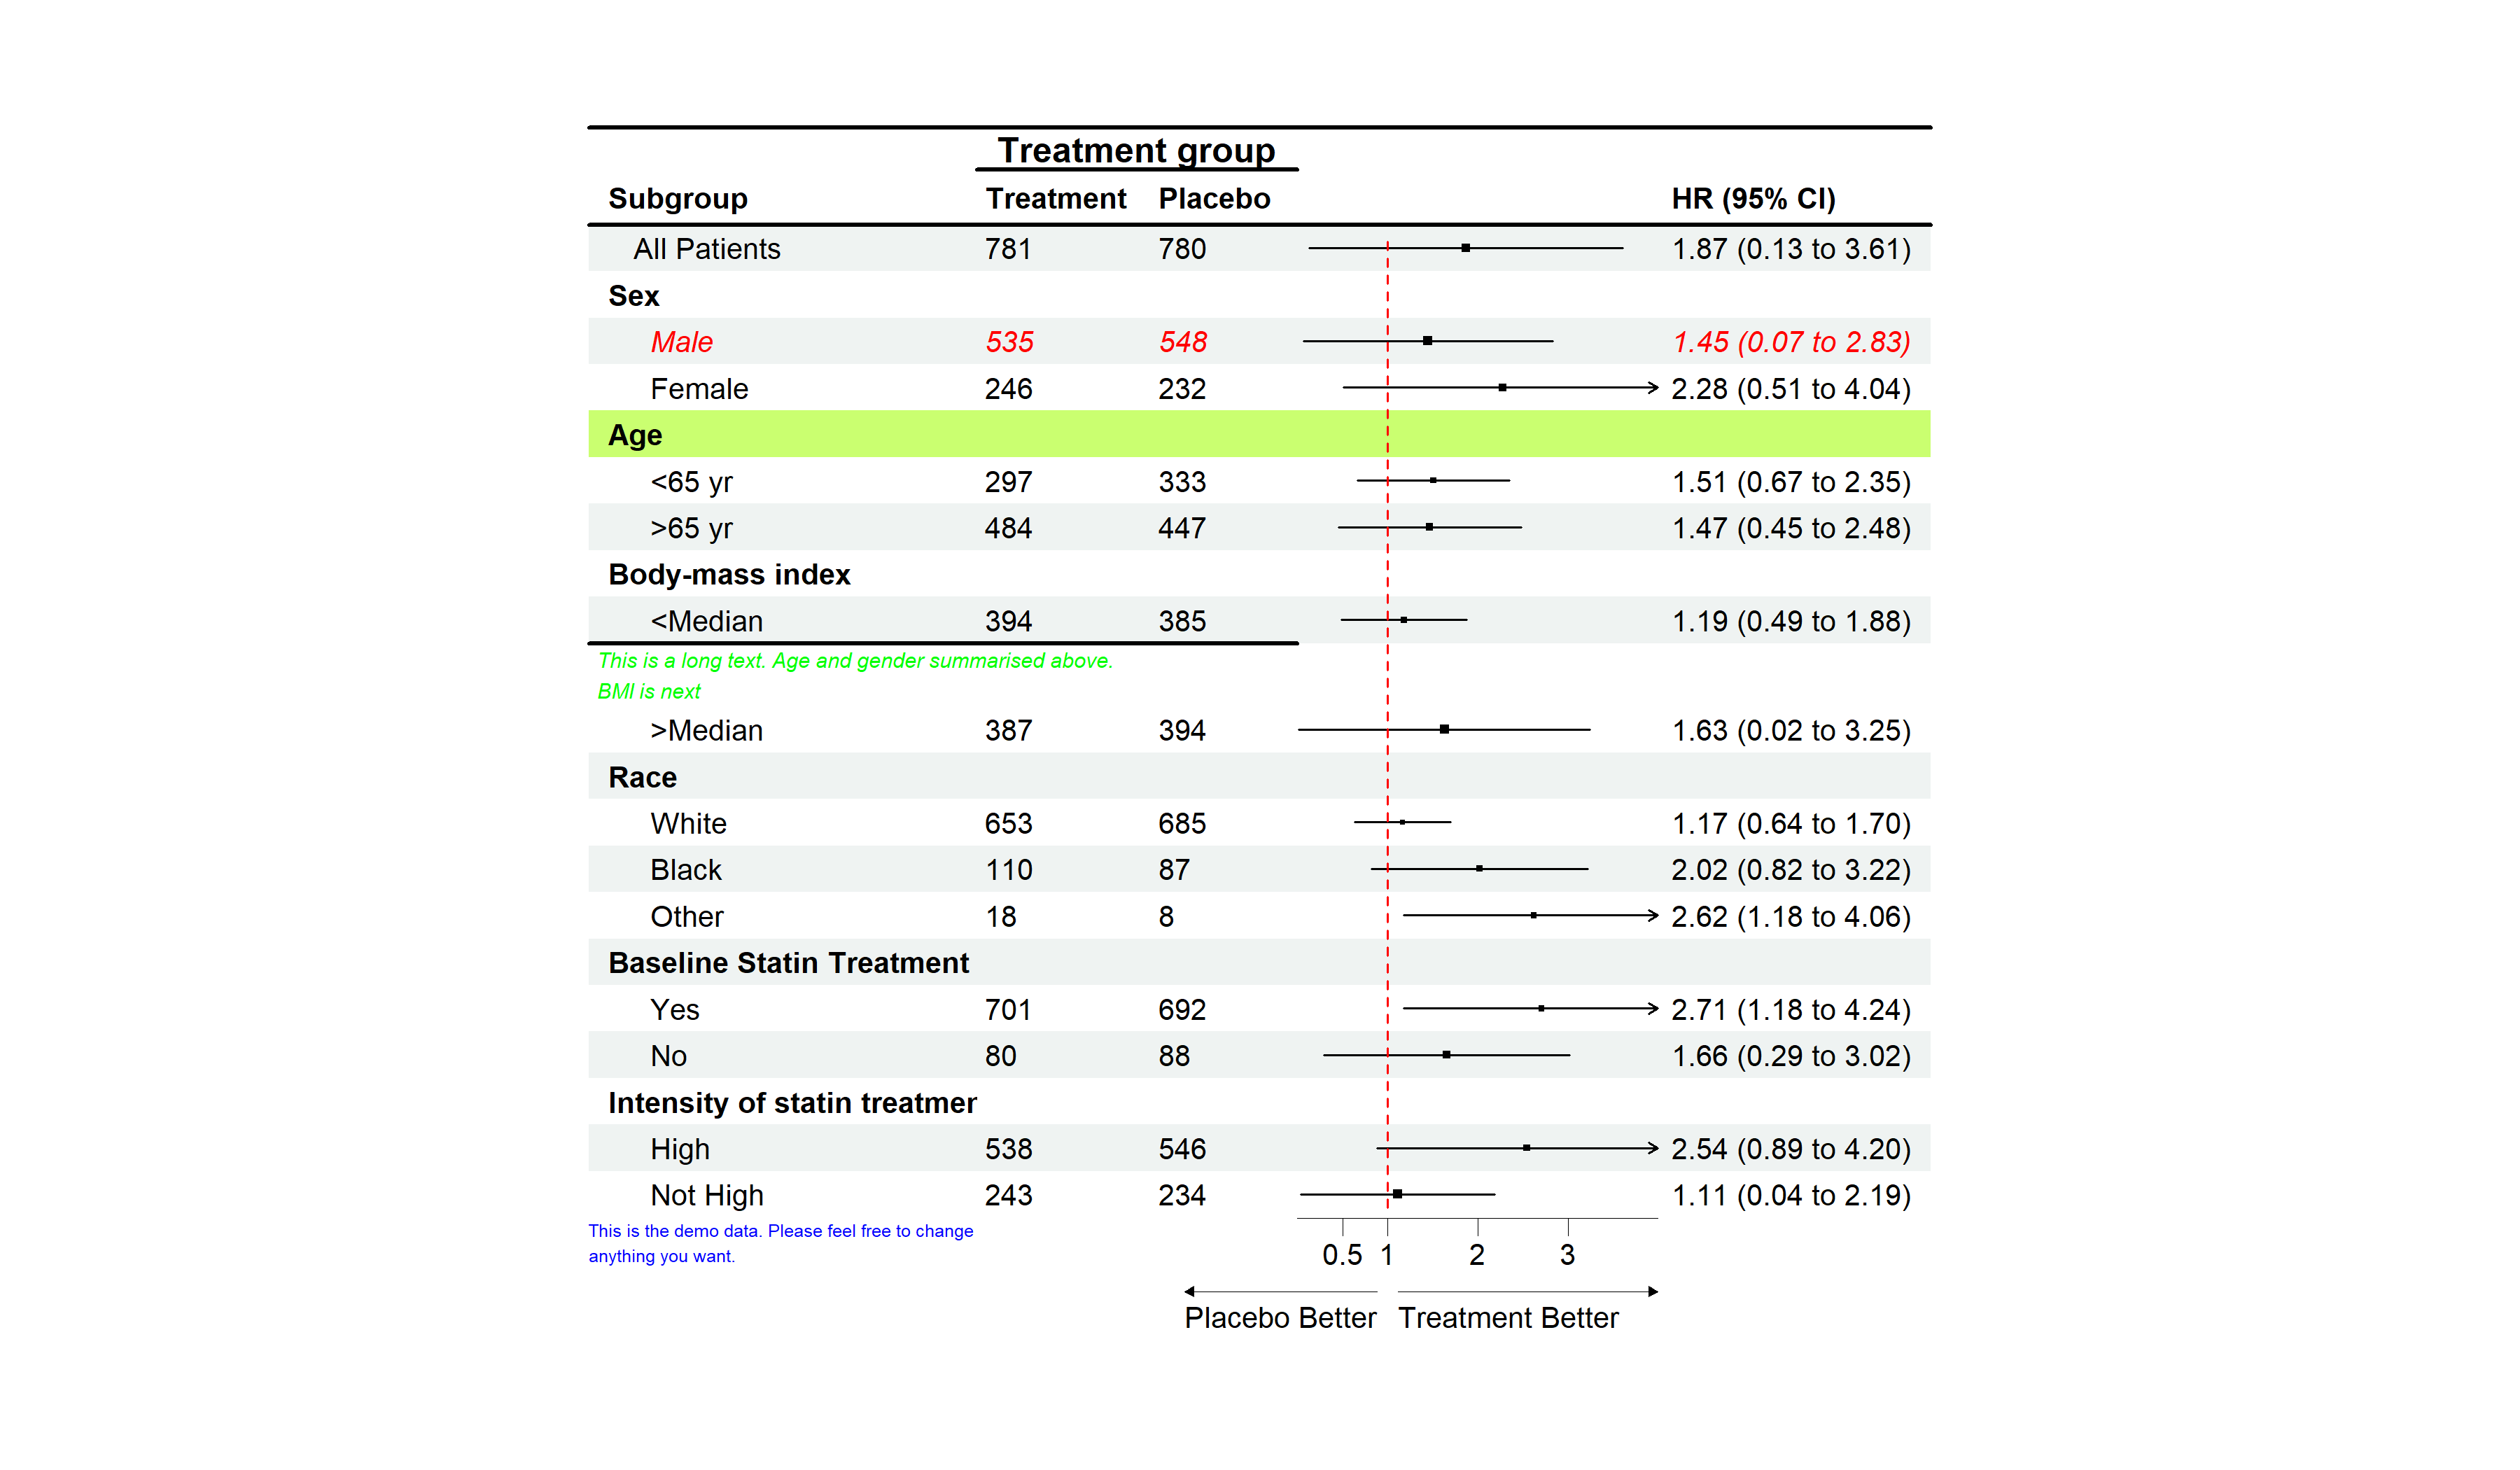 Treatment group
Subgroup Treatment Placebo HR (95% CI)
All Patients 781 780 1.87 (0.13 to 3.61)
Sex
Male 535 548 1.45 (0.07 to 2.83)
Female 246 232 2.28 (0.51 to 4.04)
Age
<65 yr 297 333 1.51 (0.67 to 2.35)
>65 yr 484 447 1.47 (0.45 to 2.48)
Body-mass index
<Median 394 385 1.19 (0.49 to 1.88)
This is a long text. Age and gender summarised above.
BMI is next
>Median 387 394 1.63 (0.02 to 3.25)
Race
White 653 685 1.17 (0.64 to 1.70)
Black 110 87 2.02 (0.82 to 3.22)
Other 18 8 2.62 (1.18 to 4.06)
Baseline Statin Treatment
Yes 701 692 2.71 (1.18 to 4.24)
No 80 88 1.66 (0.29 to 3.02)
Intensity of statin treatmer
High 538 546 2.54 (0.89 to 4.20)
Not High 243 234 1.11 (0.04 to 2.19)
This is the demo data. Please feel free to change
anything you want.
0.5 1 2 3
Placebo Better Treatment Better